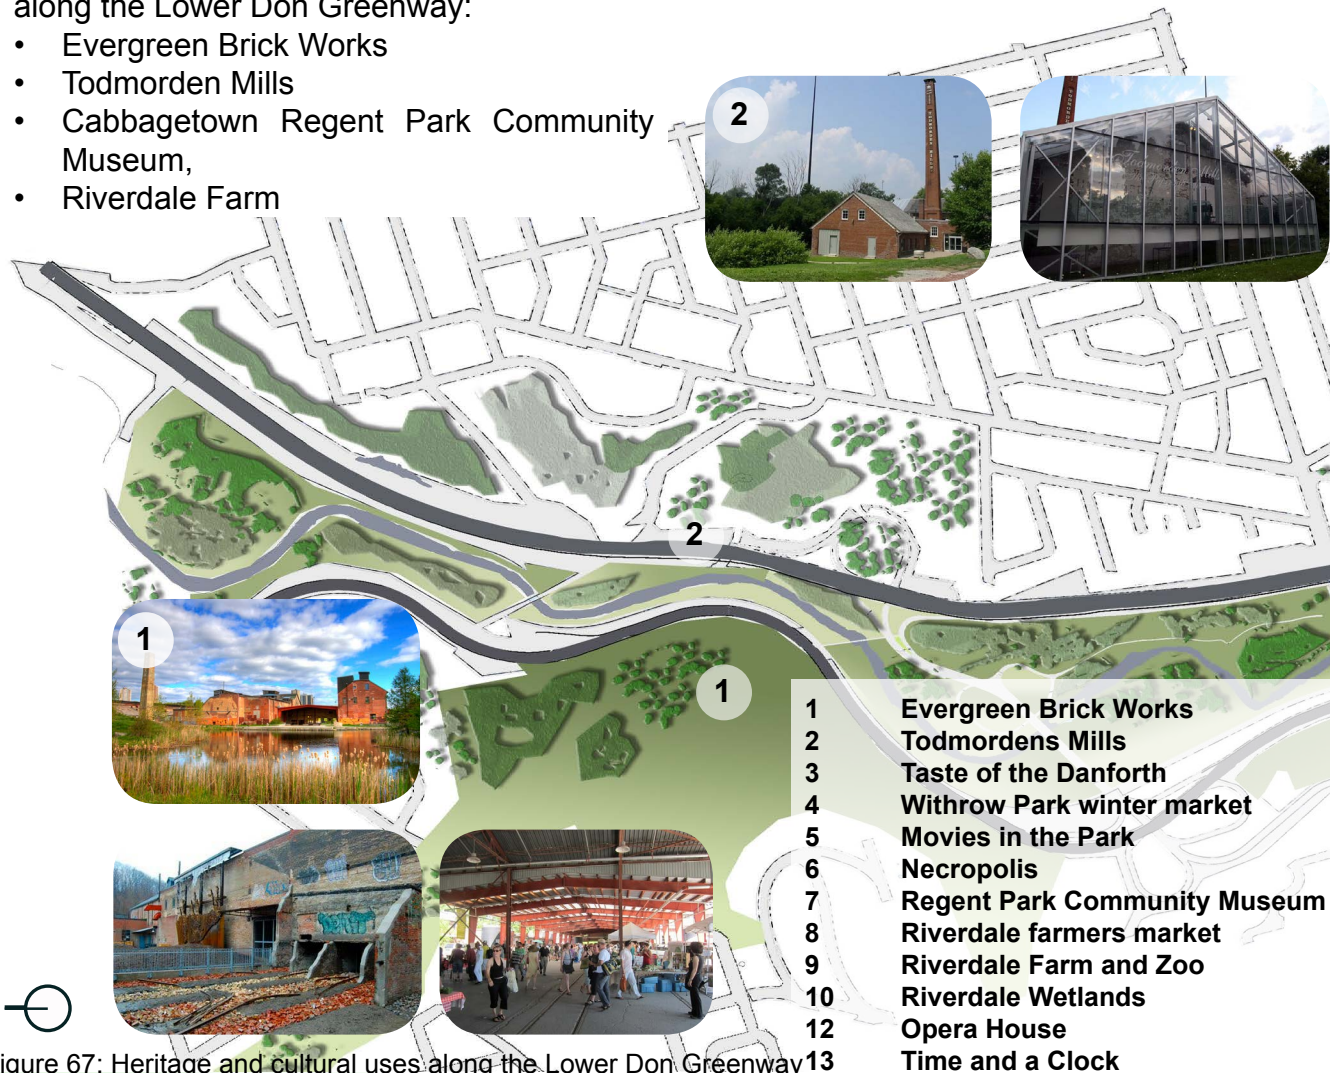 along the Lower Don Greenway:
• Evergreen Brick Works
• Todmorden Mills
• Cabbagetown Regent Park Community
Museum,
• Riverdale Farm
2
2
1
1
1 Evergreen Brick Works
2 Todmordens Mills
3 Taste of the Danforth
4 Withrow Park winter market
5 Movies in the Park
6 Necropolis
7 Regent Park Community Museum
8 Riverdale farmers market
9 Riverdale Farm and Zoo
10 Riverdale Wetlands
12 Opera House
13 Time and a Clock
igure 67: Heritage and cultural uses along the Lower Don Greenway